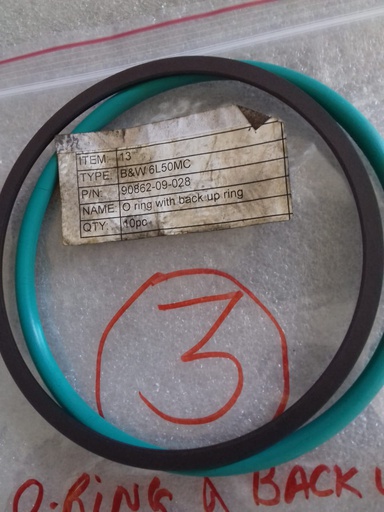 ITEM 13
TYPE B&W 6L50MC
P/N: 90862-09-028
NAME: O ring with back up ring
QTY: 10pc
3
O-RING & BACK U